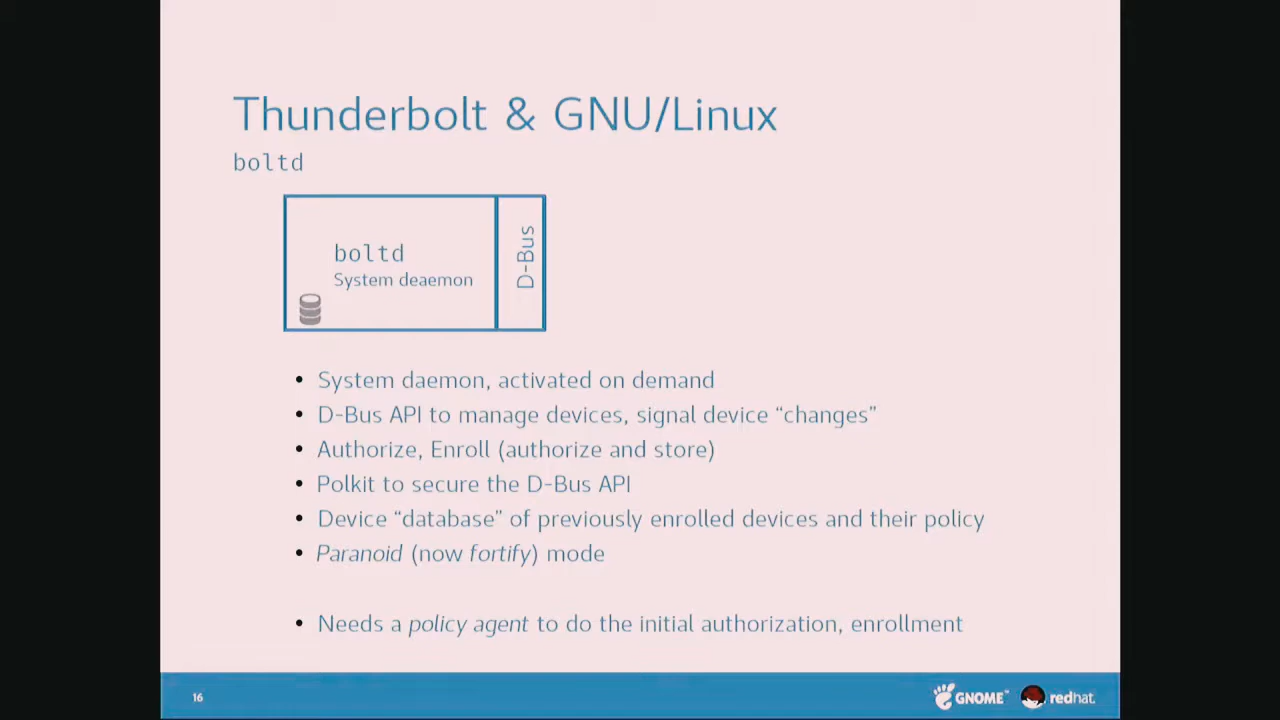 Thunderbolt & GNU/Linux
boltd
boltd
System deaemon
D-Bus
• System daemon, activated on demand
• D-Bus API to manage devices, signal device “changes”
• Authorize, Enroll (authorize and store)
• Polkit to secure the D-Bus API
• Device “database” of previously enrolled devices and their policy
• Paranoid (now fortify) mode
• Needs a policy agent to do the initial authorization, enrollment
16
GNOME™
redhat.